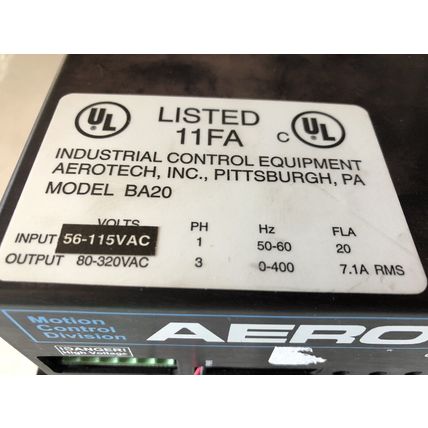 UL LISTED c UL
11FA
INDUSTRIAL CONTROL EQUIPMENT
AEROTECH, INC., PITTSBURGH, PA
MODEL BA20
VOLTS PH Hz FLA
INPUT 56-115VAC 1 50-60 20
OUTPUT 80-320VAC 3 0-400 7.1A RMS
Motion
Control
Division
AERO
!DANGER!
High Voltage